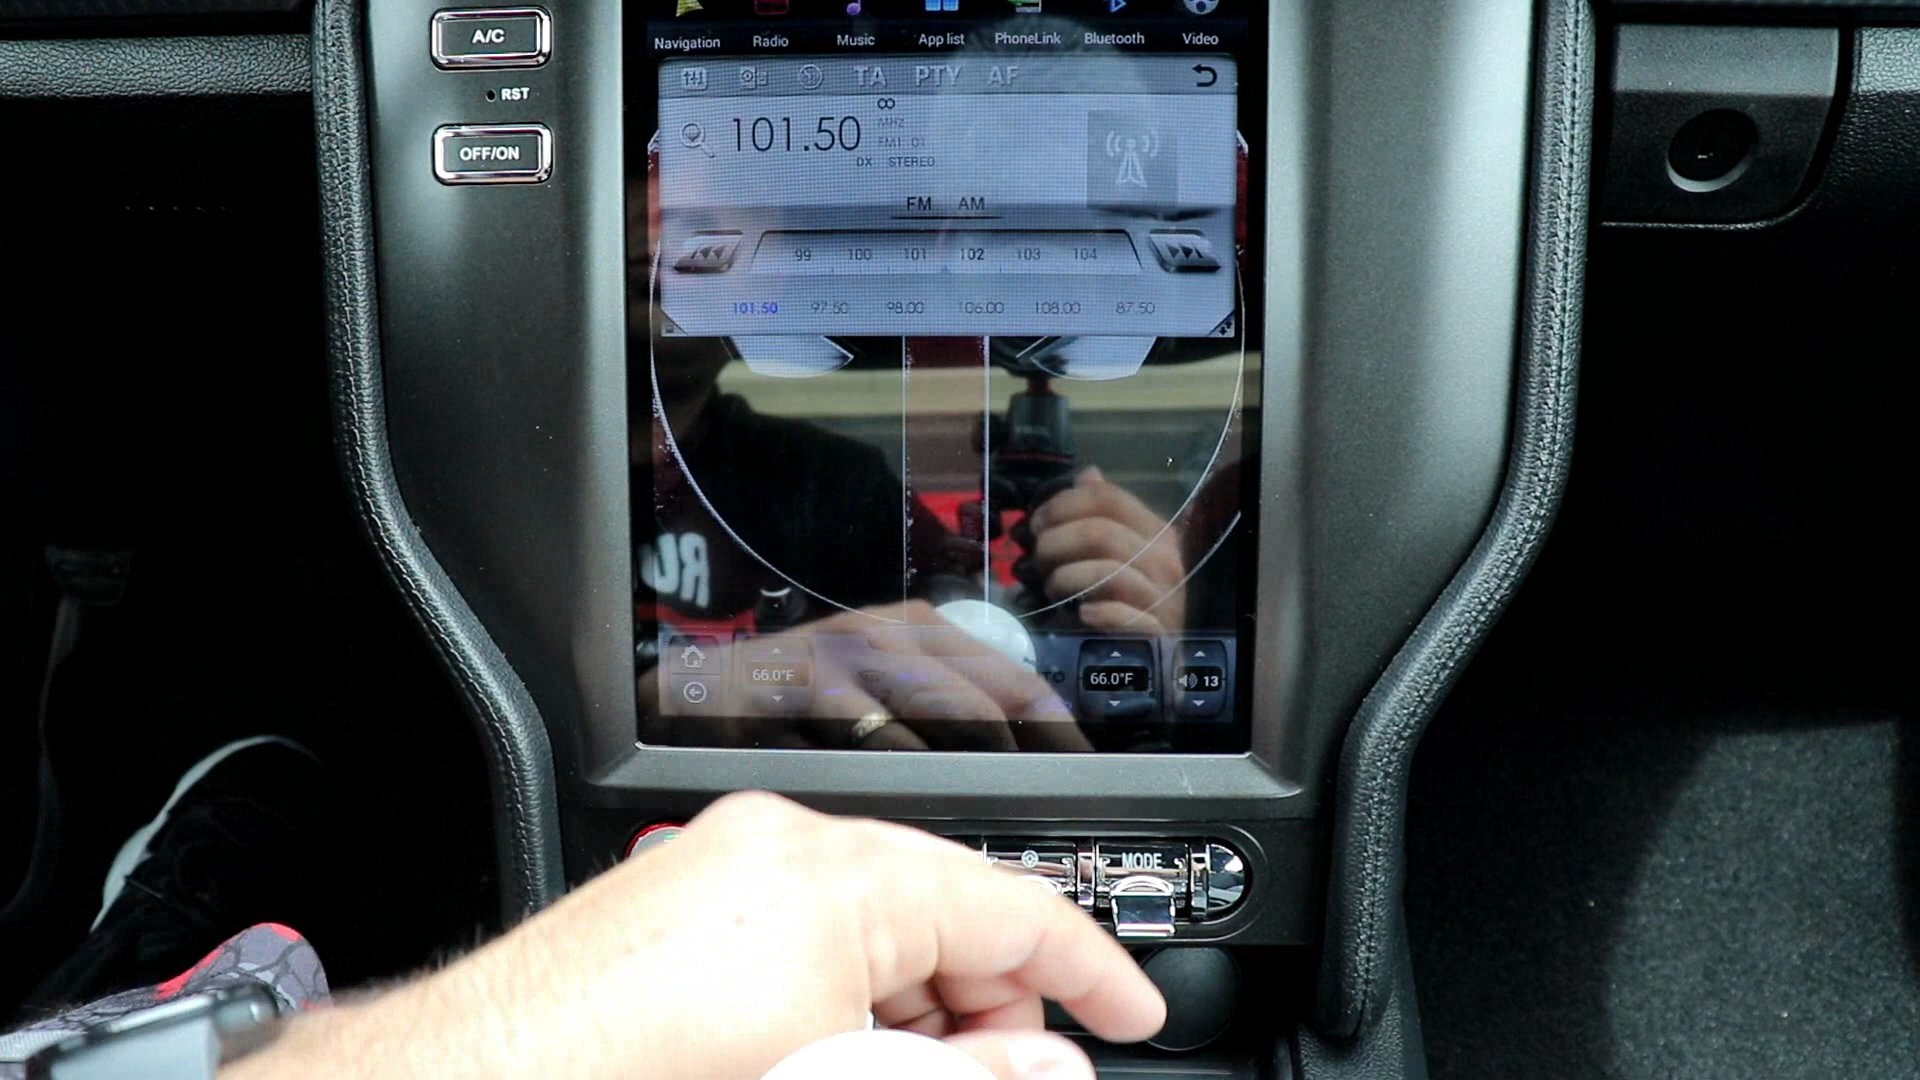 A/C
RST
OFF/ON
Navigation Radio Music App list PhoneLink Bluetooth Video
TA PTY AF
101.50
MHz
FM1 01
DX STEREO
FM AM
99 100 101 102 103 104
101.50 97.50 98.00 106.00 108.00 87.50
66.0°F 66.0°F 13
MODE